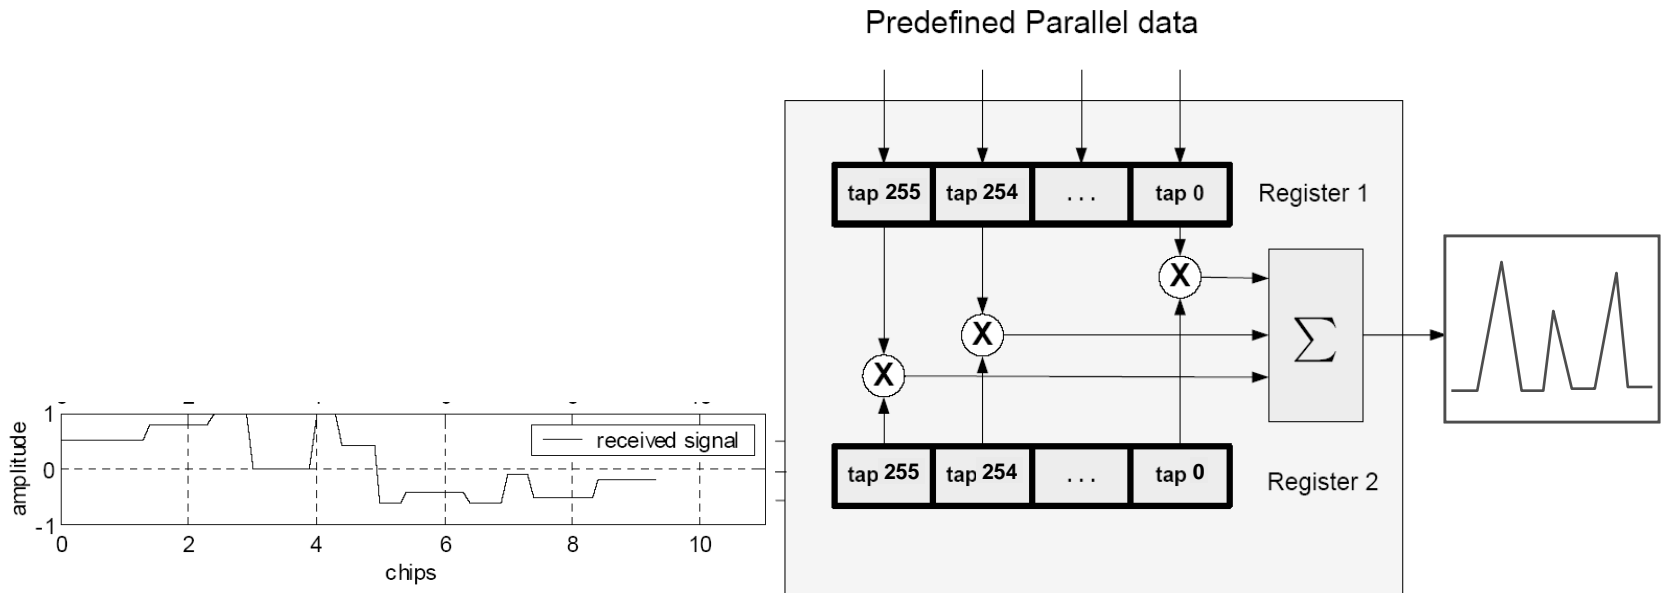 Predefined Parallel data
tap 255 tap 254 ... tap 0 Register 1
X
X
X
∑
tap 255 tap 254 ... tap 0 Register 2
1
0
-1
amplitude
received signal
0 2 4 6 8 10
chips